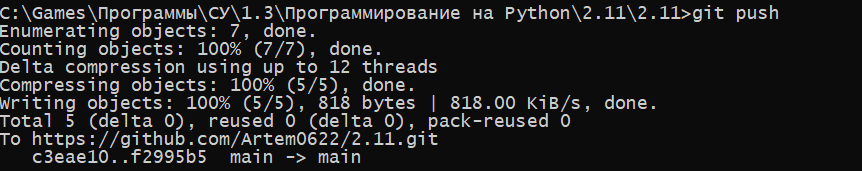 C:\Games\Программы\СУ\1.3\Программирование на Python\2.11\2.11>git push
Enumerating objects: 7, done.
Counting objects: 100% (7/7), done.
Delta compression using up to 12 threads
Compressing objects: 100% (5/5), done.
Writing objects: 100% (5/5), 818 bytes | 818.00 KiB/s, done.
Total 5 (delta 0), reused 0 (delta 0), pack-reused 0
To https://github.com/Artem0622/2.11.git
   c3eae10..f2995b5  main -> main